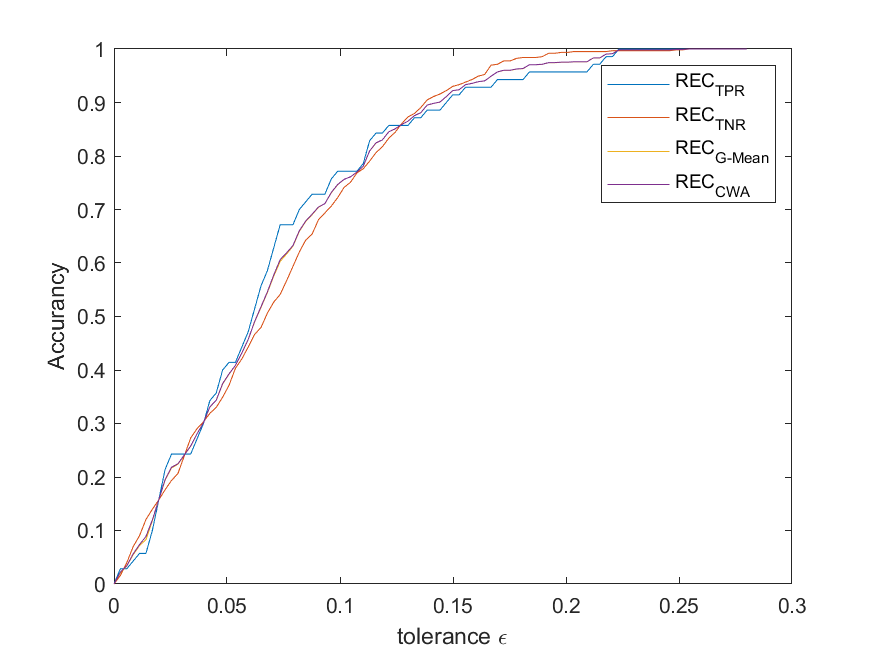 1
0.9
0.8
0.7
0.6
0.5
0.4
0.3
0.2
0.1
0
Accurancy
REC_TPR
REC_TNR
REC_G-Mean
REC_CWA
0 0.05 0.1 0.15 0.2 0.25 0.3
tolerance ϵ